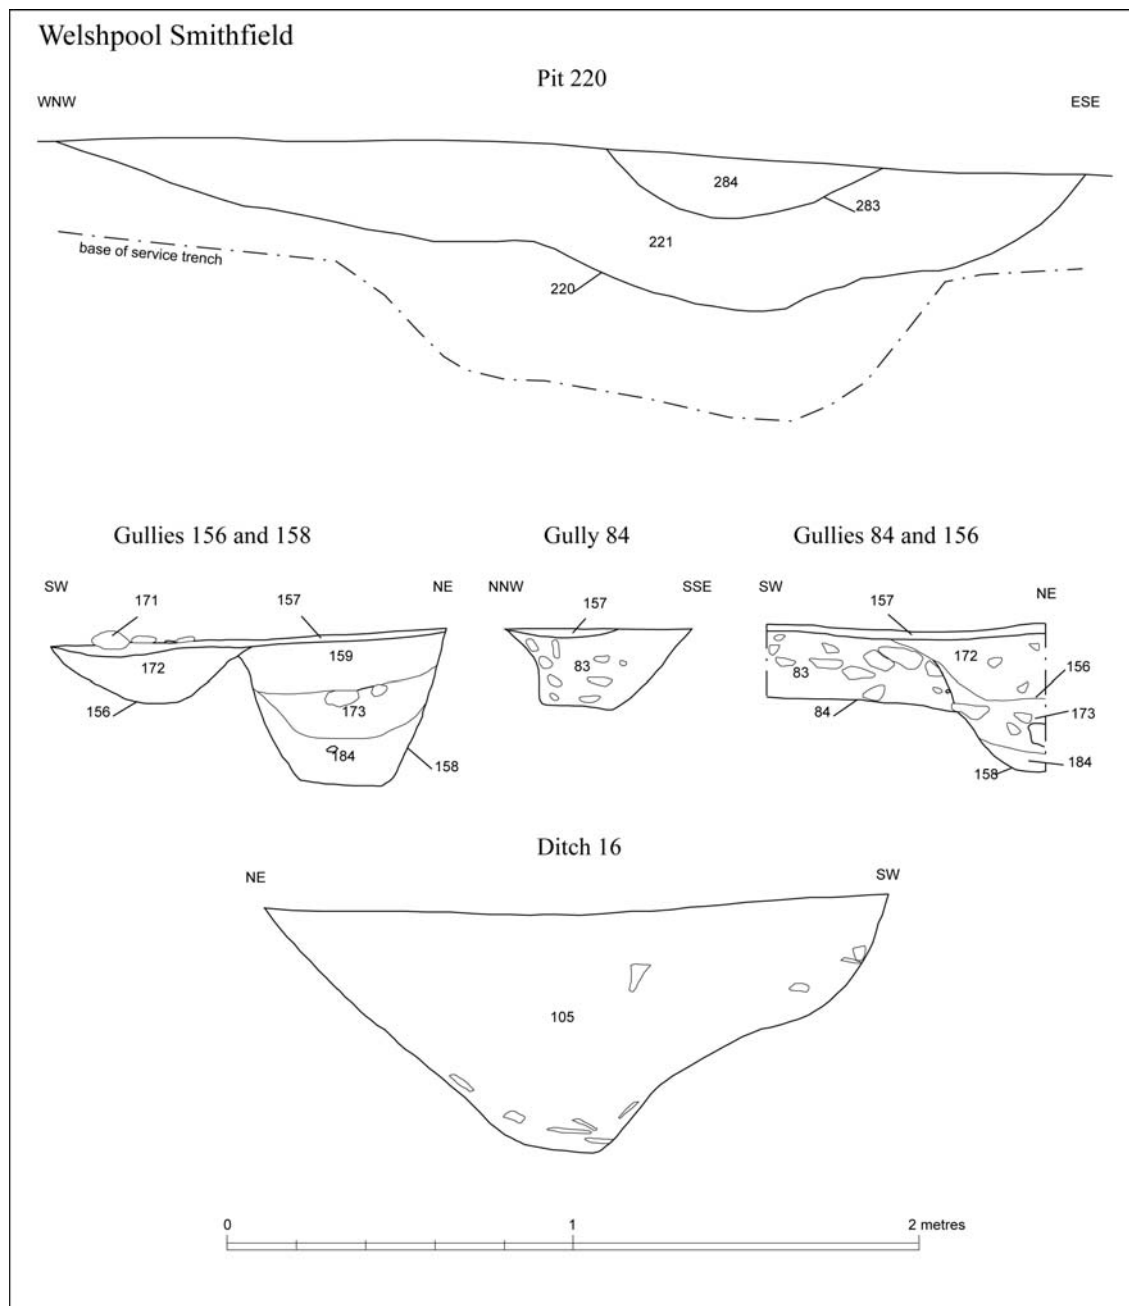 Welshpool Smithfield
Pit 220
WNW ESE
284
283
221
base of service trench
220
Gullies 156 and 158 Gully 84 Gullies 84 and 156
SW NE NNW SSE SW NE
171 157 157 157
159 172
172 83 83 156
156 173 84 173
184 158 158 184
Ditch 16
NE SW
105
0 1 2 metres